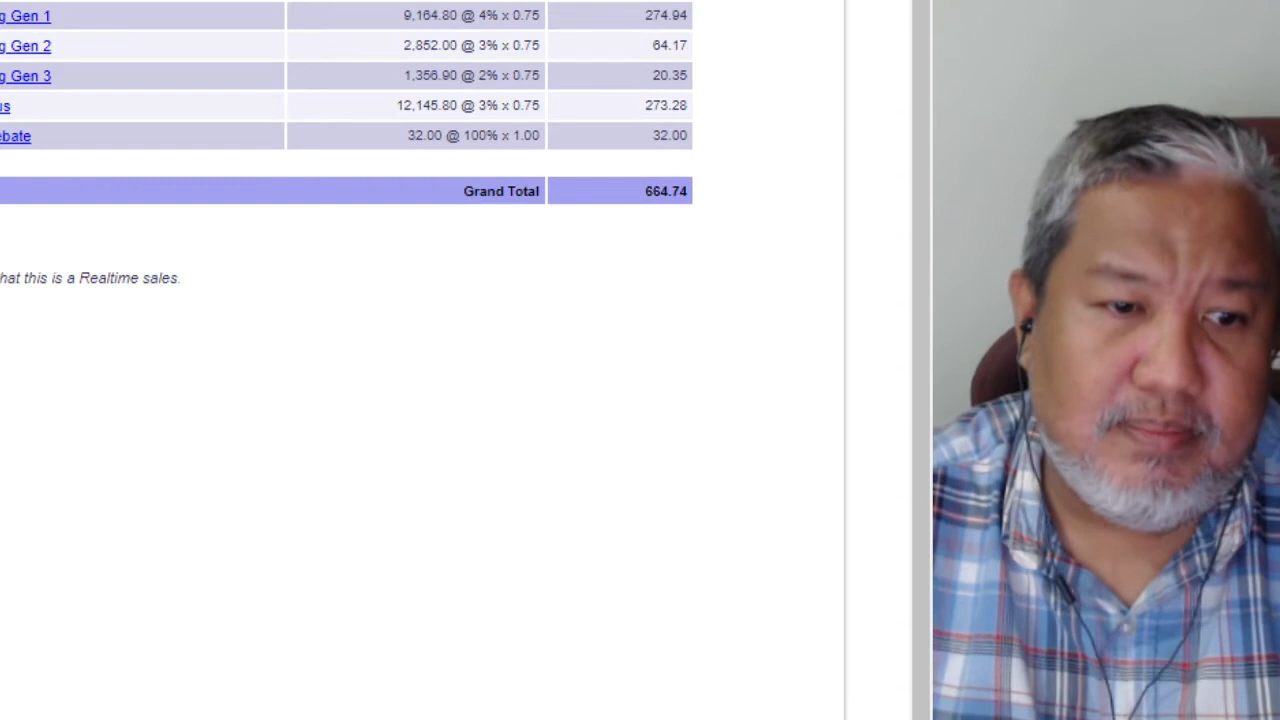 g Gen 1 9,164.80 @ 4% x 0.75 274.94
g Gen 2 2,852.00 @ 3% x 0.75 64.17
g Gen 3 1,356.90 @ 2% x 0.75 20.35
us 12,145.80 @ 3% x 0.75 273.28
ebate 32.00 @ 100% x 1.00 32.00
Grand Total 664.74
hat this is a Realtime sales.